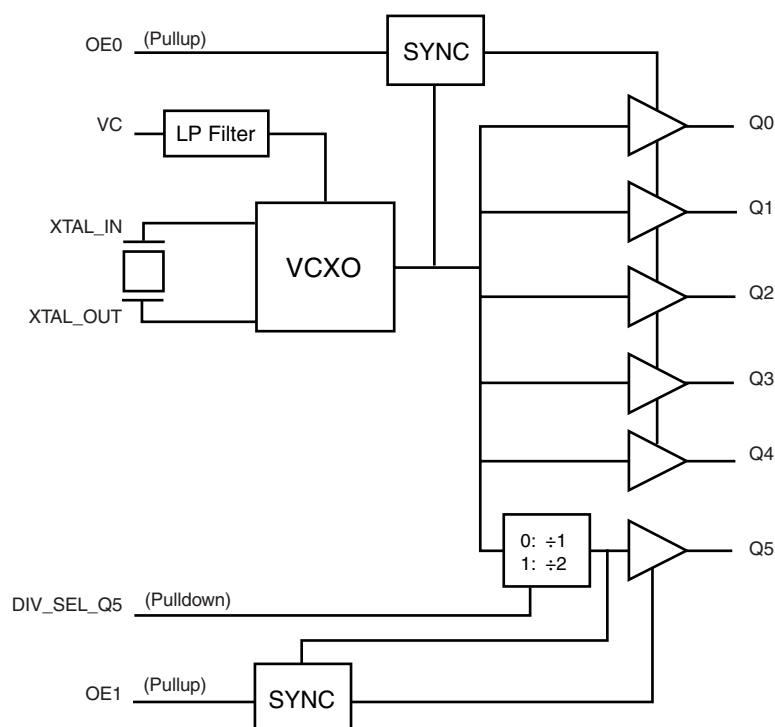 OE0 (Pullup)
SYNC
VC
LP Filter
Q0
XTAL_IN
Q1
VCXO
Q2
XTAL_OUT
Q3
Q4
0: ÷1
1: ÷2
Q5
DIV_SEL_Q5 (Pulldown)
OE1 (Pullup)
SYNC